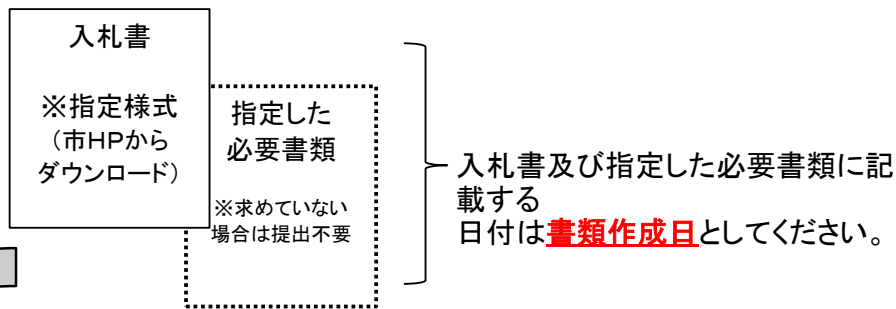 入札書
※指定様式
（市HPから
ダウンロード）
指定した
必要書類
※求めていない
場合は提出不要
入札書及び指定した必要書類に記
載する
日付は書類作成日としてください。